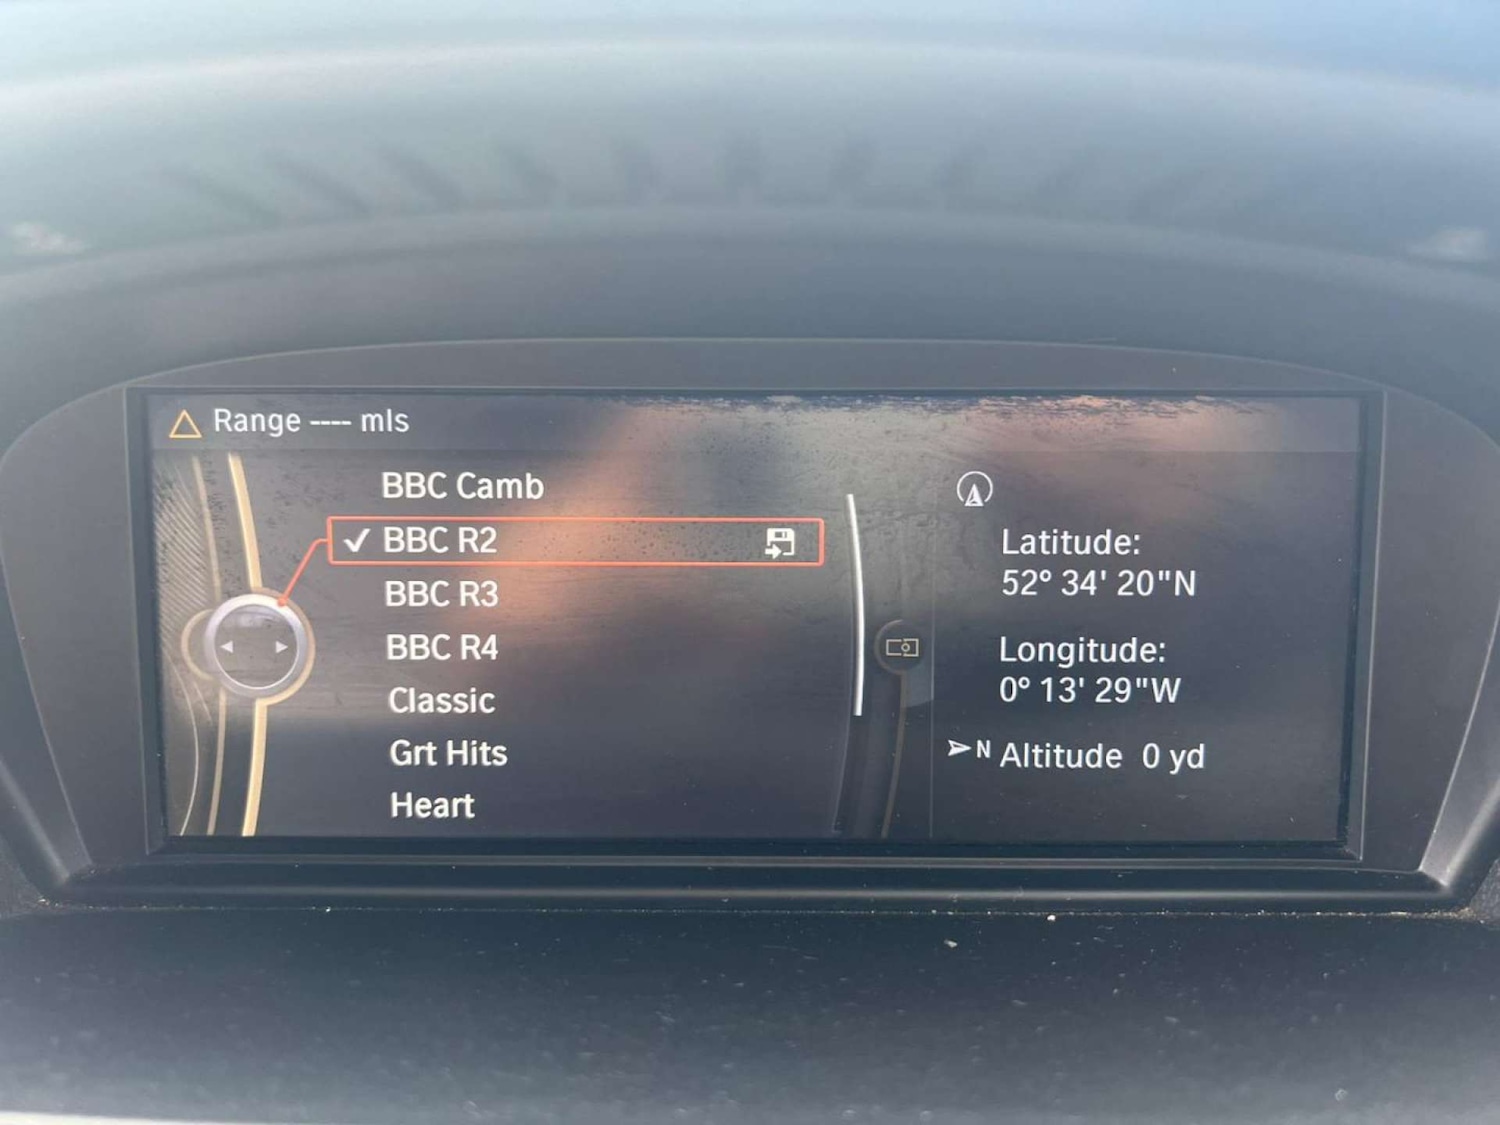 Range ---- mls
BBC Camb
BBC R2
BBC R3
BBC R4
Classic
Grt Hits
Heart
Latitude:
52° 34' 20"N
Longitude:
0° 13' 29"W
N Altitude 0 yd